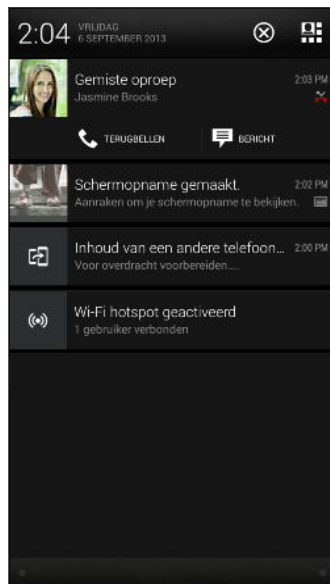 2:04 VRIJDAG
6 SEPTEMBER 2013
Gemiste oproep 2:03 PM
Jasmine Brooks
TERUGBELLEN BERICHT
Schermopname gemaakt. 2:02 PM
Aanraken om je schermopname te bekijken.
Inhoud van een andere telefoon... 2:00 PM
Voor overdracht voorbereiden....
Wi-Fi hotspot geactiveerd
1 gebruiker verbonden